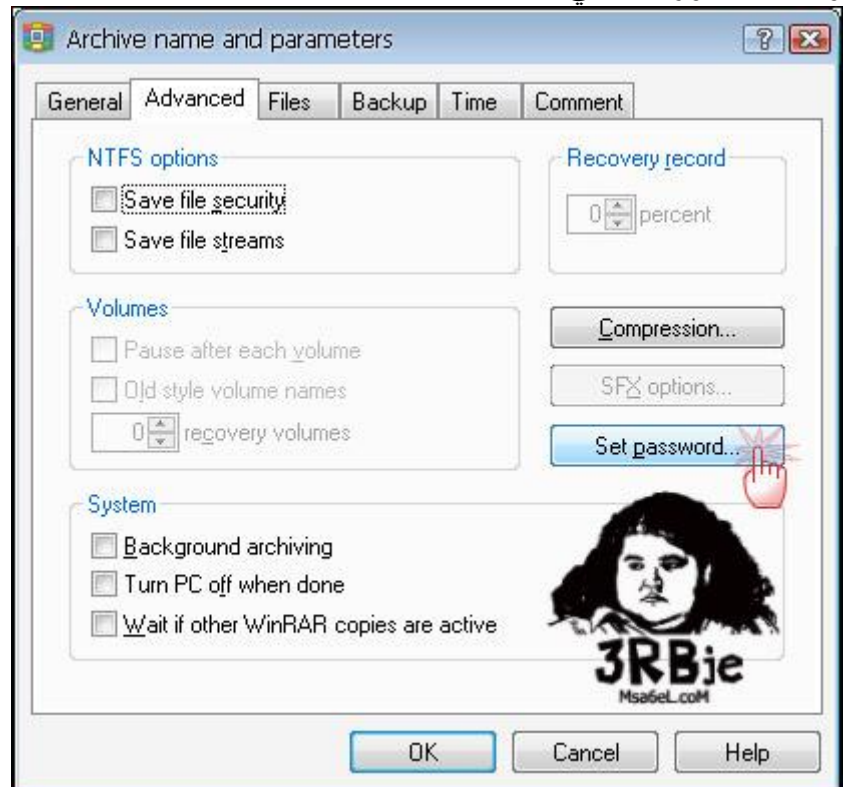 Archive name and parameters
General Advanced Files Backup Time Comment
NTFS options
Save file security
Save file streams
Recovery record
0 percent
Volumes
Pause after each volume
Old style volume names
0 recovery volumes
Compression...
SFX options...
Set password...
System
Background archiving
Turn PC off when done
Wait if other WinRAR copies are active
3RBje
Msa6eL.coM
OK Cancel Help